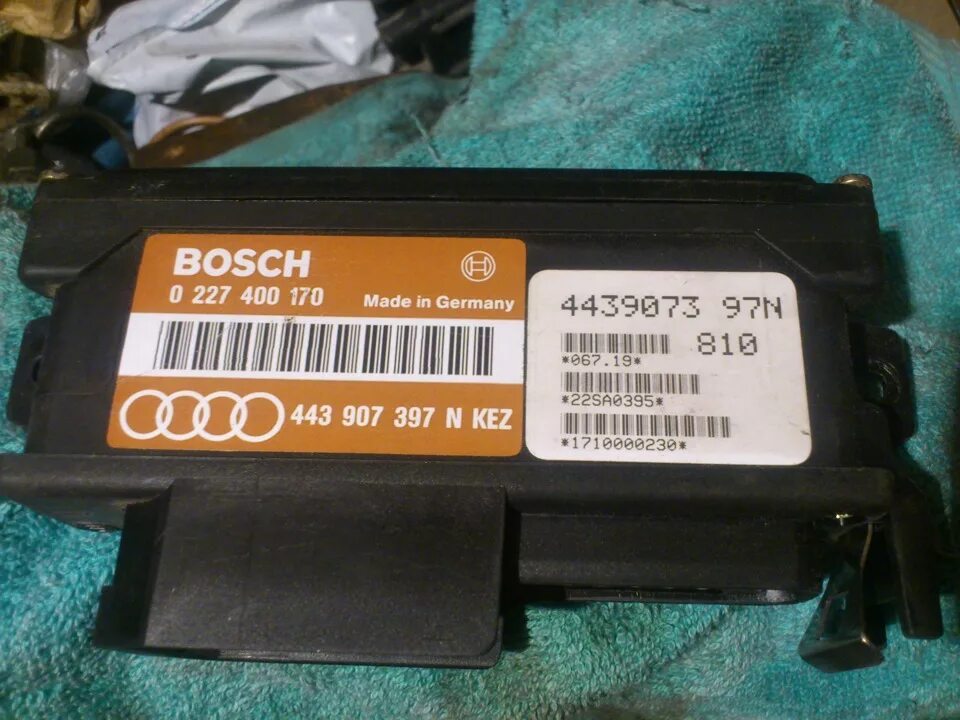 BOSCH
0 227 400 170
Made in Germany
443 907 397 N KEZ
4439073 97N
810
*067.19*
*22SA0395*
*1710000230*